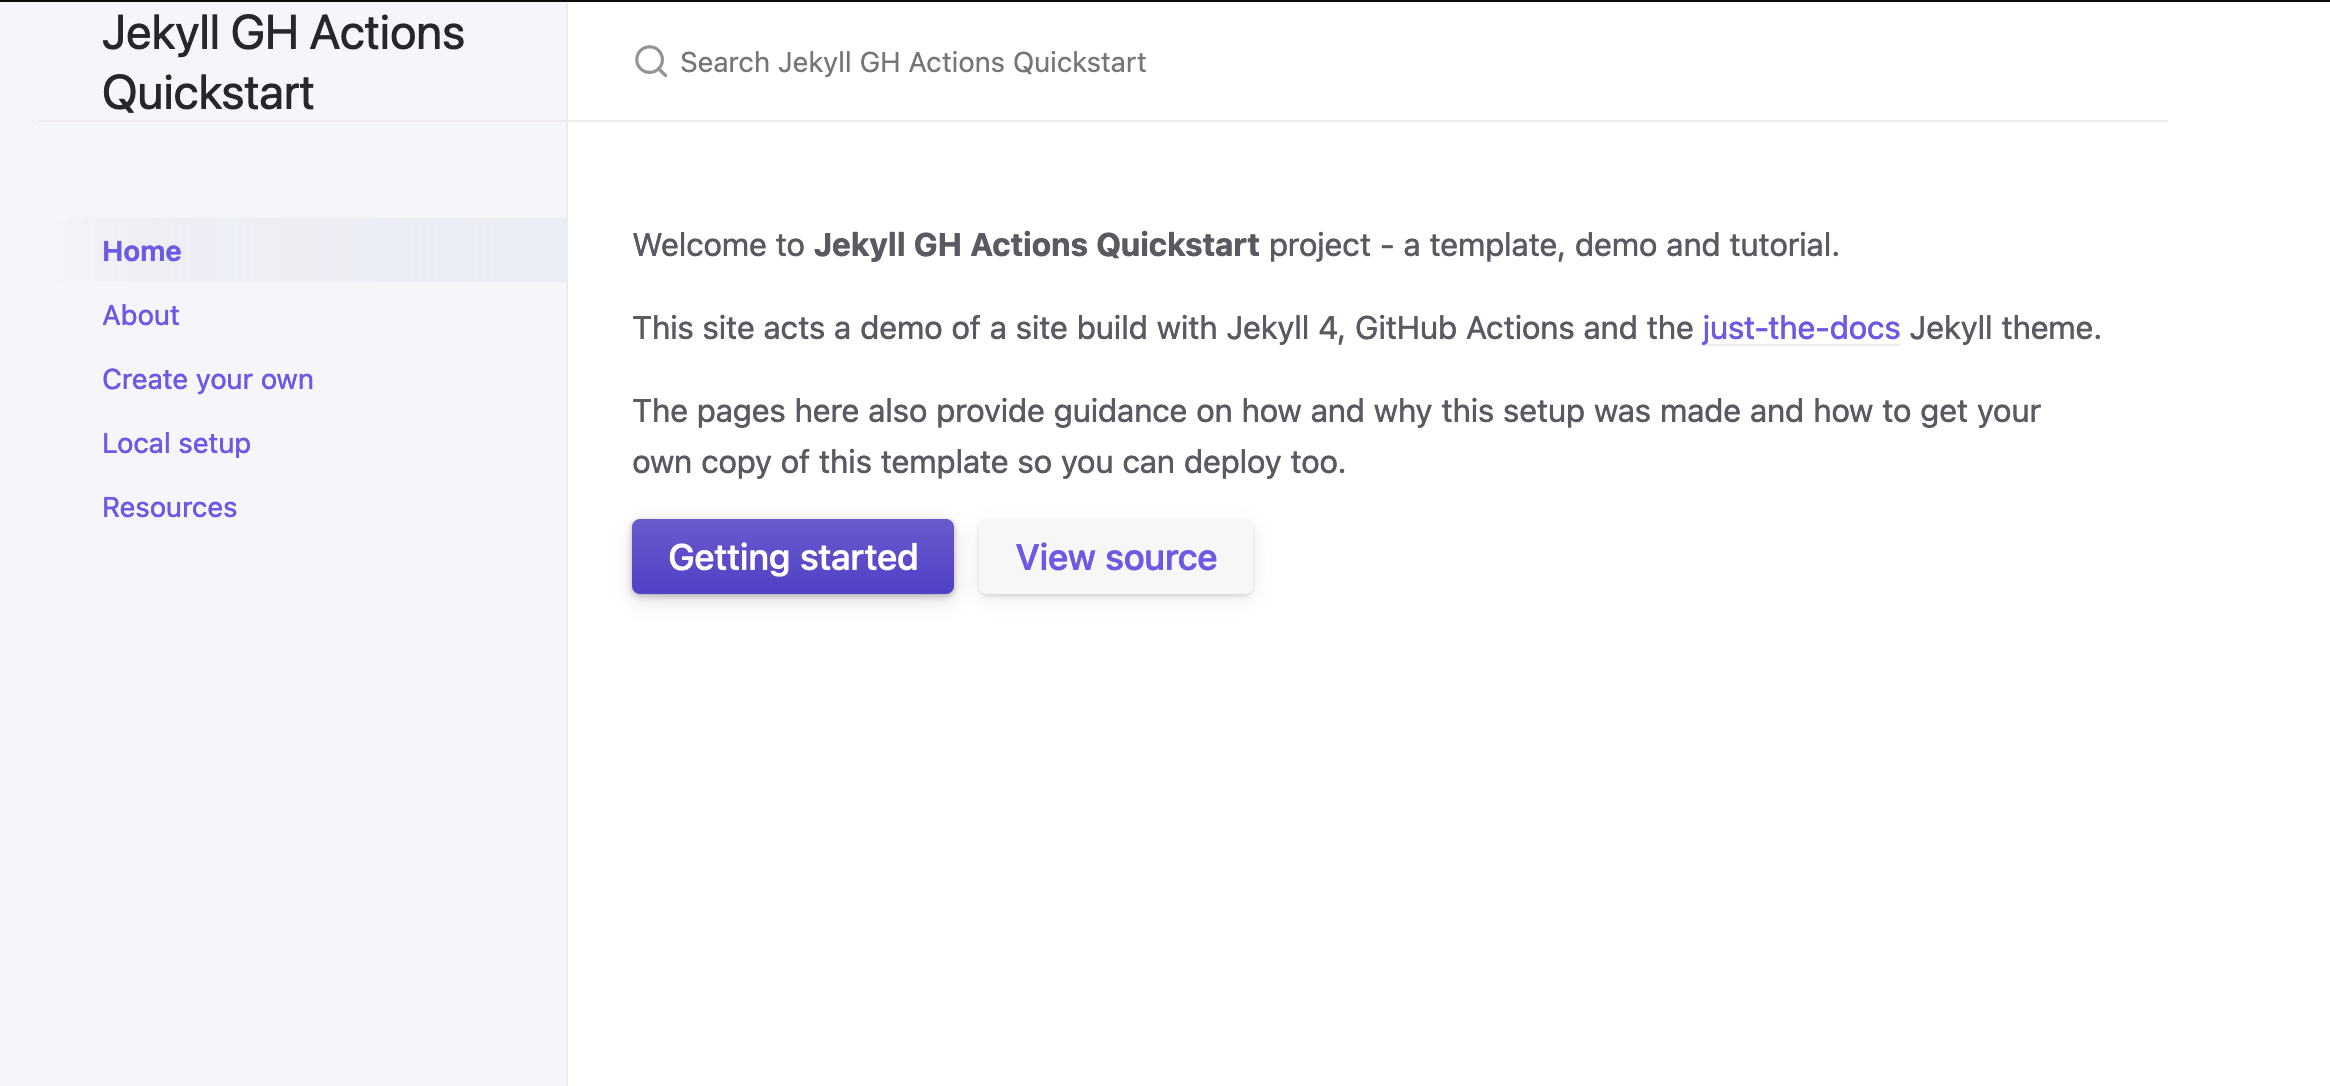 Jekyll GH Actions
Quickstart
Search Jekyll GH Actions Quickstart
Home
About
Create your own
Local setup
Resources
Welcome to Jekyll GH Actions Quickstart project - a template, demo and tutorial.
This site acts a demo of a site build with Jekyll 4, GitHub Actions and the just-the-docs Jekyll theme.
The pages here also provide guidance on how and why this setup was made and how to get your
own copy of this template so you can deploy too.
Getting started
View source